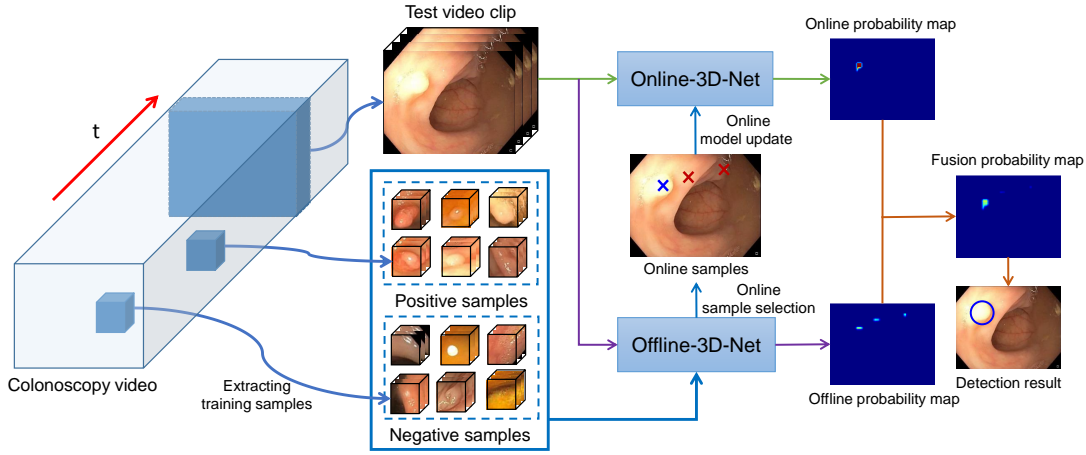 Test video clip
Online probability map
t
Online-3D-Net
Online
model update
Fusion probability map
Positive samples
Online samples
Online
sample selection
Offline-3D-Net
Colonoscopy video
Extracting
training samples
Negative samples
Offline probability map
Detection result